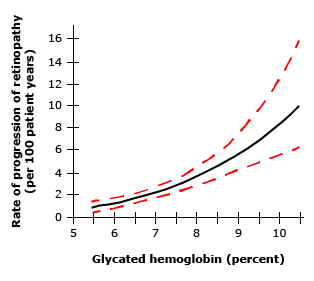 Rate of progression of retinopathy
(per 100 patient years)
16
14
12
10
8
6
4
2
0
5 6 7 8 9 10
Glycated hemoglobin (percent)